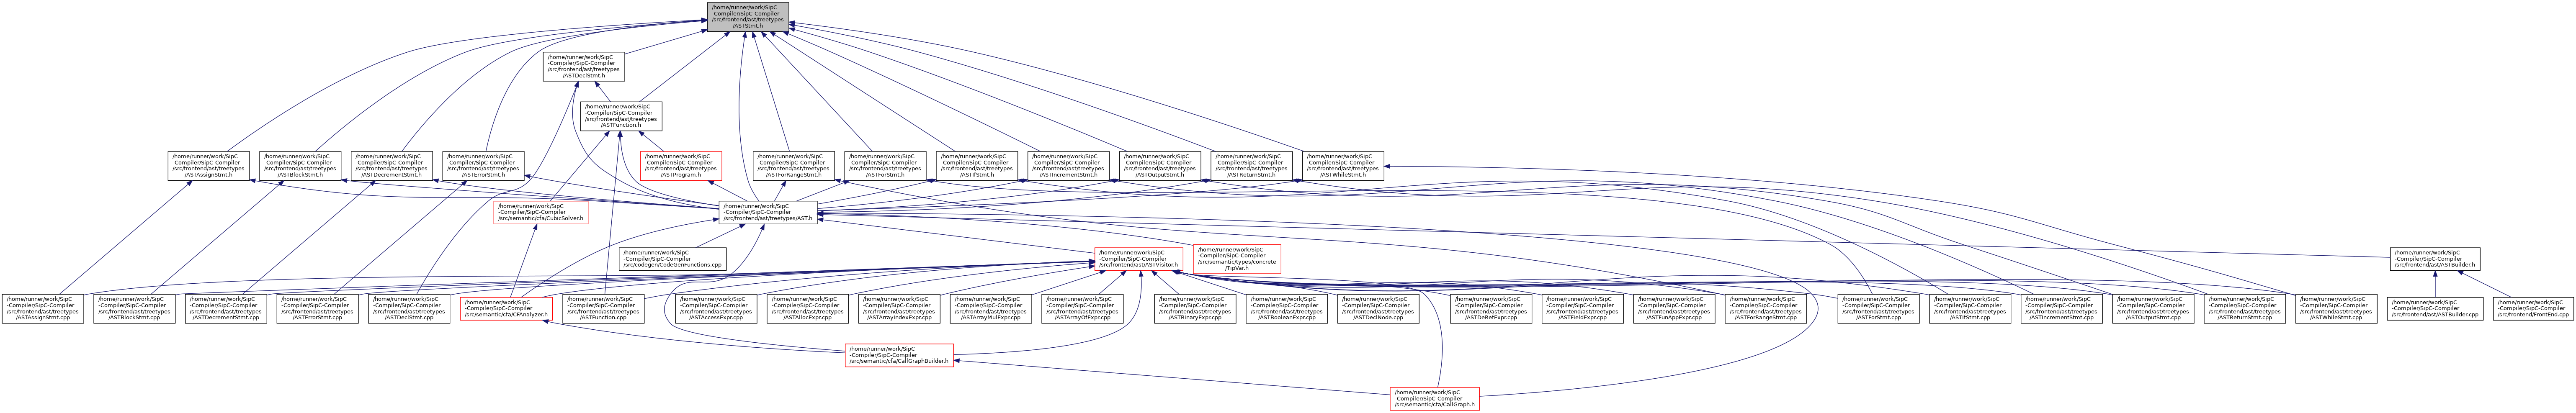 /home/runner/work/SipC
-Compiler/SipC-Compiler
/src/frontend/ast/treetypes
/ASTStmt.h
/home/runner/work/SipC
-Compiler/SipC-Compiler
/src/frontend/ast/treetypes
/ASTDeclStmt.h
/home/runner/work/SipC
-Compiler/SipC-Compiler
/src/frontend/ast/treetypes
/ASTFunction.h
/home/runner/work/SipC
-Compiler/SipC-Compiler
/src/frontend/ast/treetypes
/ASTAssignStmt.h
/home/runner/work/SipC
-Compiler/SipC-Compiler
/src/frontend/ast/treetypes
/ASTBlockStmt.h
/home/runner/work/SipC
-Compiler/SipC-Compiler
/src/frontend/ast/treetypes
/ASTDecrementStmt.h
/home/runner/work/SipC
-Compiler/SipC-Compiler
/src/frontend/ast/treetypes
/ASTErrorStmt.h
/home/runner/work/SipC
-Compiler/SipC-Compiler
/src/frontend/ast/treetypes
/ASTProgram.h
/home/runner/work/SipC
-Compiler/SipC-Compiler
/src/frontend/ast/treetypes
/ASTForRangeStmt.h
/home/runner/work/SipC
-Compiler/SipC-Compiler
/src/frontend/ast/treetypes
/ASTForStmt.h
/home/runner/work/SipC
-Compiler/SipC-Compiler
/src/frontend/ast/treetypes
/ASTIfStmt.h
/home/runner/work/SipC
-Compiler/SipC-Compiler
/src/frontend/ast/treetypes
/ASTIncrementStmt.h
/home/runner/work/SipC
-Compiler/SipC-Compiler
/src/frontend/ast/treetypes
/ASTOutputStmt.h
/home/runner/work/SipC
-Compiler/SipC-Compiler
/src/frontend/ast/treetypes
/ASTReturnStmt.h
/home/runner/work/SipC
-Compiler/SipC-Compiler
/src/frontend/ast/treetypes
/ASTWhileStmt.h
/home/runner/work/SipC
-Compiler/SipC-Compiler
/src/semantic/cfa/CubicSolver.h
/home/runner/work/SipC
-Compiler/SipC-Compiler
/src/frontend/ast/treetypes/AST.h
/home/runner/work/SipC
-Compiler/SipC-Compiler
/src/codegen/CodeGenFunctions.cpp
/home/runner/work/SipC
-Compiler/SipC-Compiler
/src/frontend/ast/ASTVisitor.h
/home/runner/work/SipC
-Compiler/SipC-Compiler
/src/semantic/types/concrete
/TipVar.h
/home/runner/work/SipC
-Compiler/SipC-Compiler
/src/frontend/ast/ASTBuilder.h
/home/runner/work/SipC
-Compiler/SipC-Compiler
/src/frontend/ast/treetypes
/ASTAssignStmt.cpp
/home/runner/work/SipC
-Compiler/SipC-Compiler
/src/frontend/ast/treetypes
/ASTBlockStmt.cpp
/home/runner/work/SipC
-Compiler/SipC-Compiler
/src/frontend/ast/treetypes
/ASTDecrementStmt.cpp
/home/runner/work/SipC
-Compiler/SipC-Compiler
/src/frontend/ast/treetypes
/ASTErrorStmt.cpp
/home/runner/work/SipC
-Compiler/SipC-Compiler
/src/frontend/ast/treetypes
/ASTDeclStmt.cpp
/home/runner/work/SipC
-Compiler/SipC-Compiler
/src/semantic/cfa/CFAnalyzer.h
/home/runner/work/SipC
-Compiler/SipC-Compiler
/src/frontend/ast/treetypes
/ASTFunction.cpp
/home/runner/work/SipC
-Compiler/SipC-Compiler
/src/frontend/ast/treetypes
/ASTAccessExpr.cpp
/home/runner/work/SipC
-Compiler/SipC-Compiler
/src/frontend/ast/treetypes
/ASTAllocExpr.cpp
/home/runner/work/SipC
-Compiler/SipC-Compiler
/src/frontend/ast/treetypes
/ASTArrayIndexExpr.cpp
/home/runner/work/SipC
-Compiler/SipC-Compiler
/src/frontend/ast/treetypes
/ASTArrayMulExpr.cpp
/home/runner/work/SipC
-Compiler/SipC-Compiler
/src/frontend/ast/treetypes
/ASTArrayOfExpr.cpp
/home/runner/work/SipC
-Compiler/SipC-Compiler
/src/frontend/ast/treetypes
/ASTBinaryExpr.cpp
/home/runner/work/SipC
-Compiler/SipC-Compiler
/src/frontend/ast/treetypes
/ASTBooleanExpr.cpp
/home/runner/work/SipC
-Compiler/SipC-Compiler
/src/frontend/ast/treetypes
/ASTDeclNode.cpp
/home/runner/work/SipC
-Compiler/SipC-Compiler
/src/frontend/ast/treetypes
/ASTDeRefExpr.cpp
/home/runner/work/SipC
-Compiler/SipC-Compiler
/src/frontend/ast/treetypes
/ASTFieldExpr.cpp
/home/runner/work/SipC
-Compiler/SipC-Compiler
/src/frontend/ast/treetypes
/ASTFunAppExpr.cpp
/home/runner/work/SipC
-Compiler/SipC-Compiler
/src/frontend/ast/treetypes
/ASTForRangeStmt.cpp
/home/runner/work/SipC
-Compiler/SipC-Compiler
/src/frontend/ast/treetypes
/ASTForStmt.cpp
/home/runner/work/SipC
-Compiler/SipC-Compiler
/src/frontend/ast/treetypes
/ASTIfStmt.cpp
/home/runner/work/SipC
-Compiler/SipC-Compiler
/src/frontend/ast/treetypes
/ASTIncrementStmt.cpp
/home/runner/work/SipC
-Compiler/SipC-Compiler
/src/frontend/ast/treetypes
/ASTOutputStmt.cpp
/home/runner/work/SipC
-Compiler/SipC-Compiler
/src/frontend/ast/treetypes
/ASTReturnStmt.cpp
/home/runner/work/SipC
-Compiler/SipC-Compiler
/src/frontend/ast/treetypes
/ASTWhileStmt.cpp
/home/runner/work/SipC
-Compiler/SipC-Compiler
/src/frontend/ast/ASTBuilder.cpp
/home/runner/work/SipC
-Compiler/SipC-Compiler
/src/frontend/FrontEnd.cpp
/home/runner/work/SipC
-Compiler/SipC-Compiler
/src/semantic/cfa/CallGraphBuilder.h
/home/runner/work/SipC
-Compiler/SipC-Compiler
/src/semantic/cfa/CallGraph.h